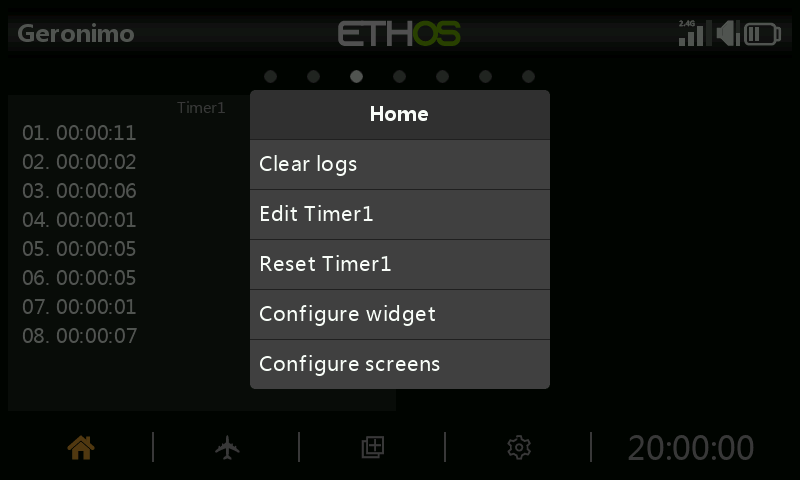 Geronimo
ETHOS
2.4G
Timer1
01. 00:00:11
02. 00:00:02
03. 00:00:06
04. 00:00:01
05. 00:00:05
06. 00:00:05
07. 00:00:01
08. 00:00:07
Home
Clear logs
Edit Timer1
Reset Timer1
Configure widget
Configure screens
20:00:00